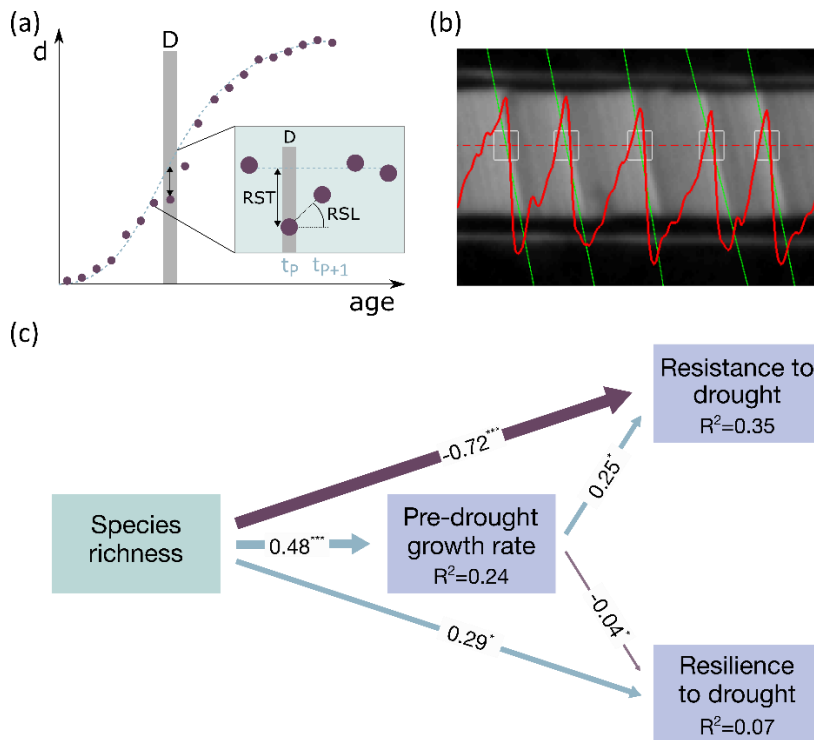 (a)
D
d
D
RST
RSL
tP
tP+1
age
(b)
(c)
Resistance to
drought
R²=0.35
-0.72***
0.25*
Species
richness
0.48***
Pre-drought
growth rate
R²=0.24
-0.04*
0.29*
Resilience
to drought
R²=0.07